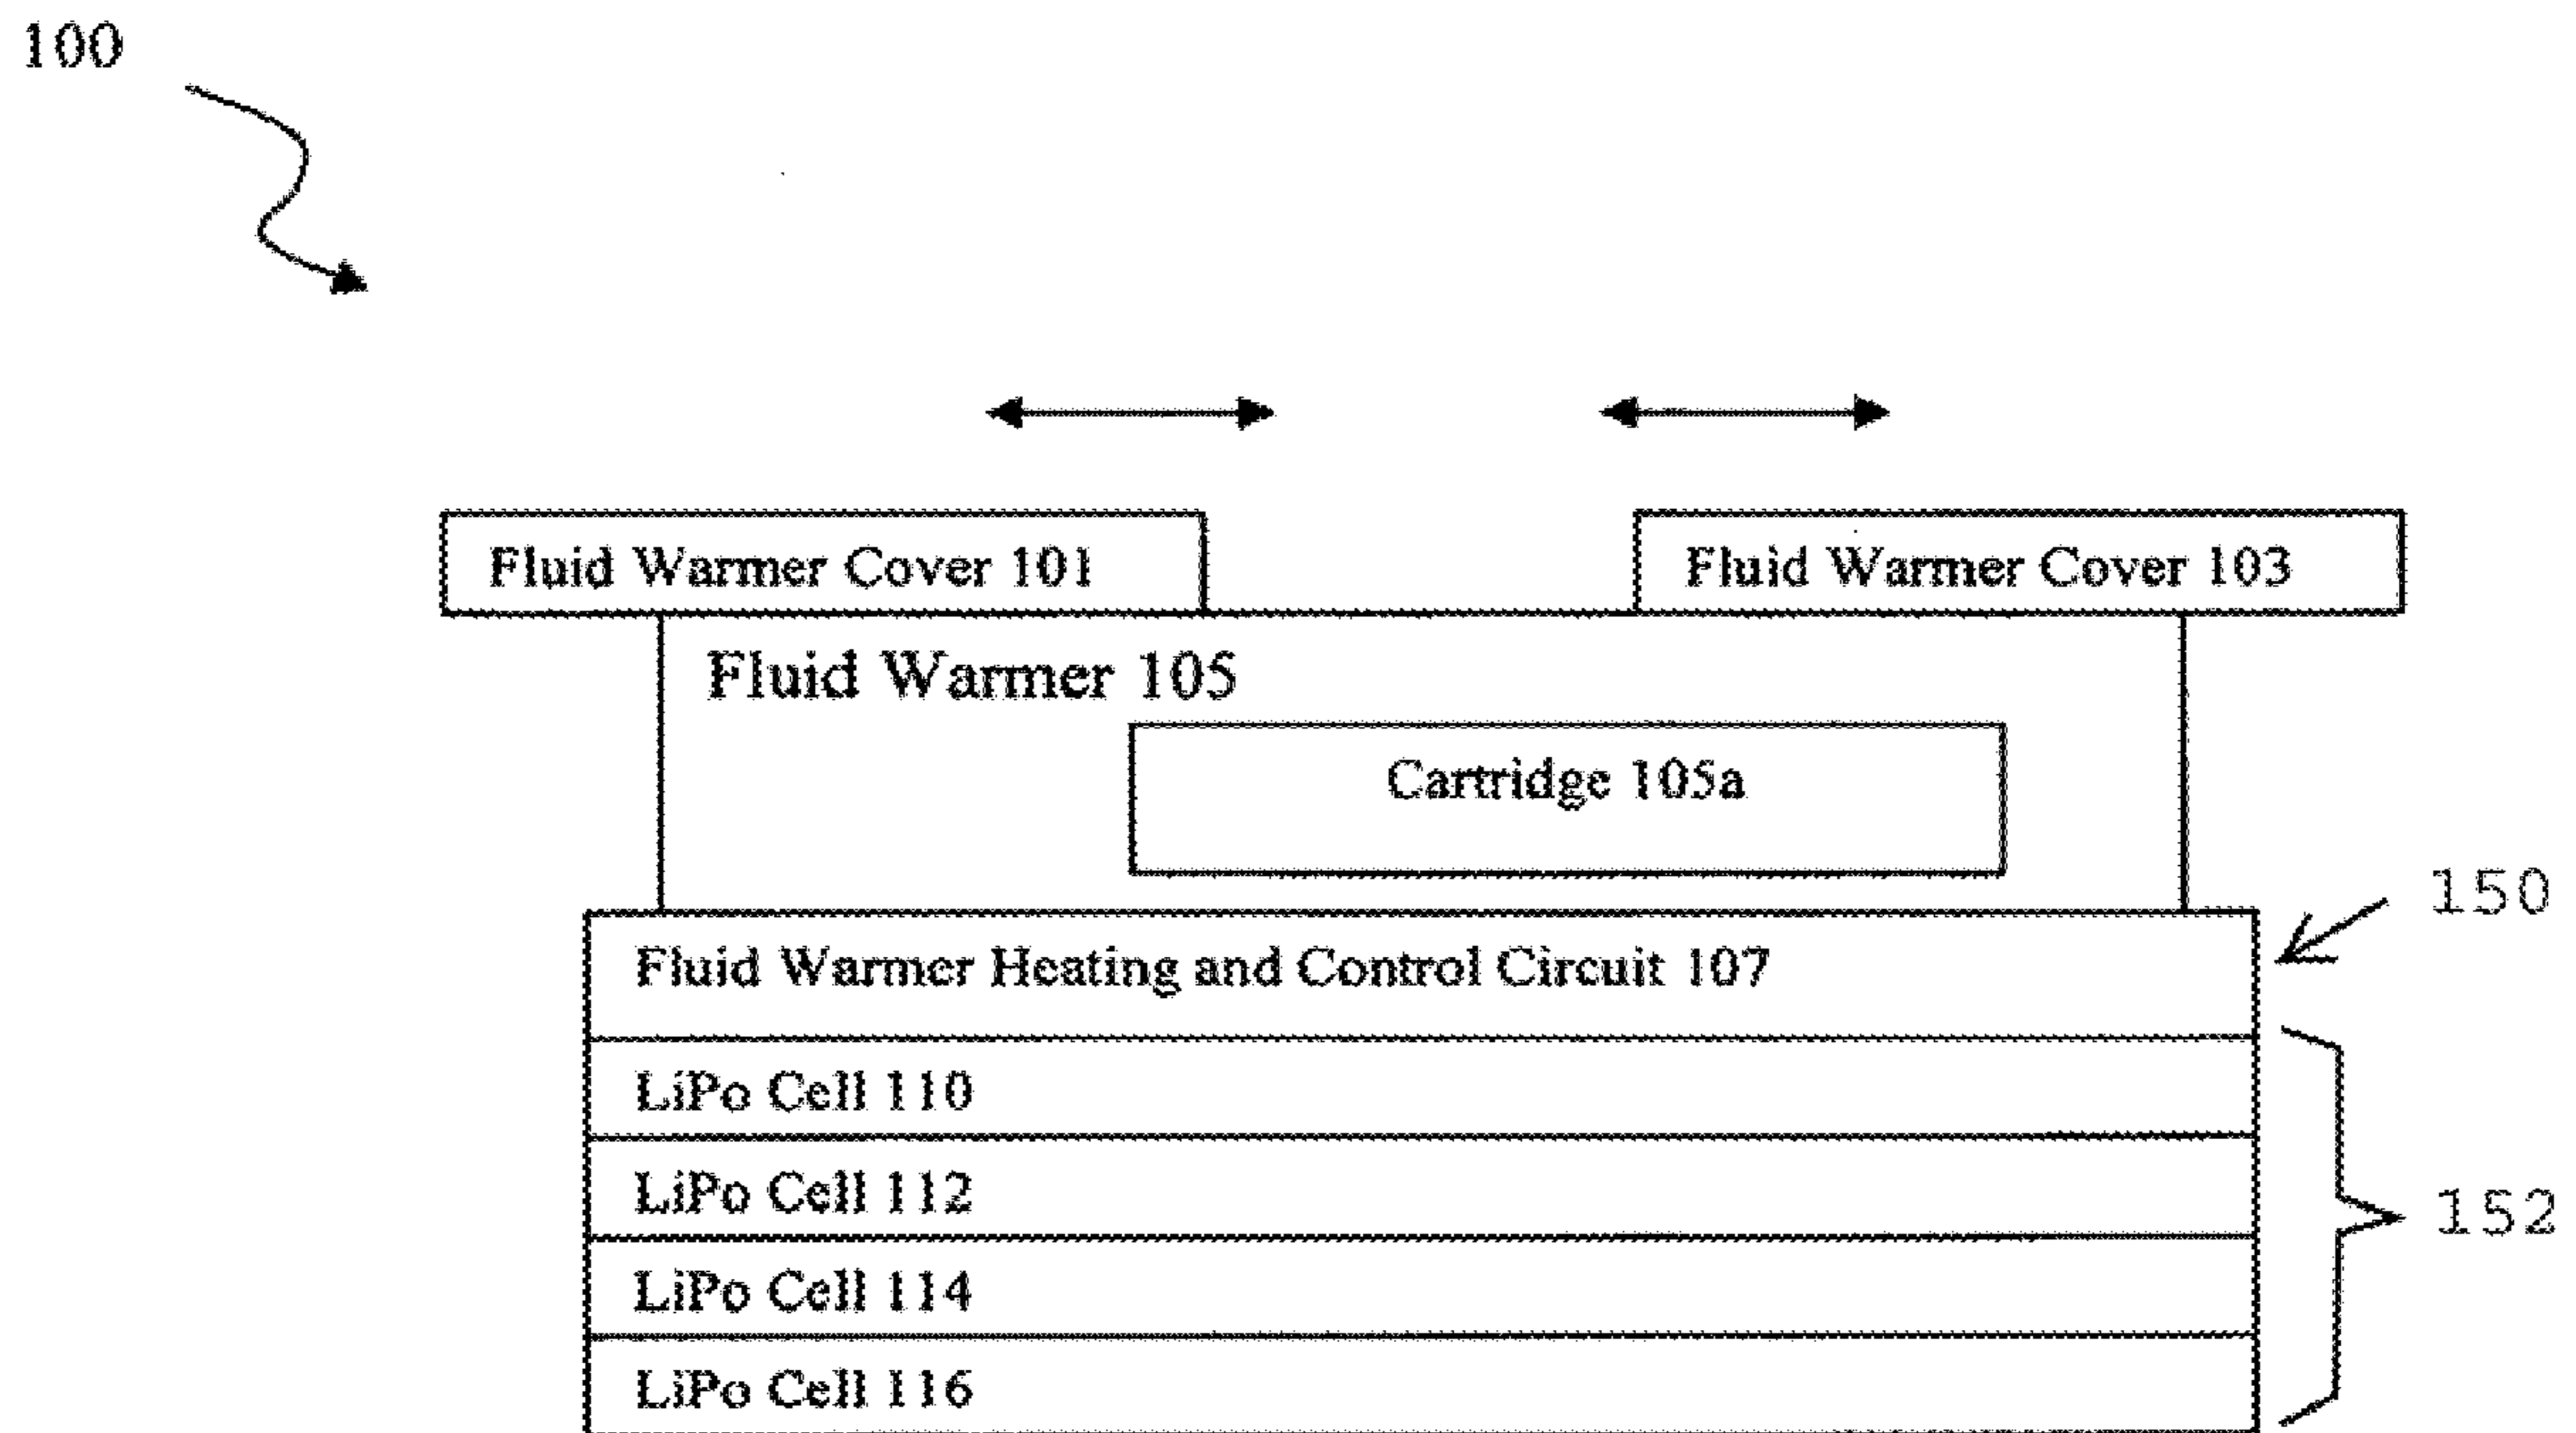 100
Fluid Warmer Cover 101
Fluid Warmer Cover 103
Fluid Warmer 105
Cartridge 105a
150
Fluid Warmer Heating and Control Circuit 107
LiPo Cell 110
LiPo Cell 112
152
LiPo Cell 114
LiPo Cell 116